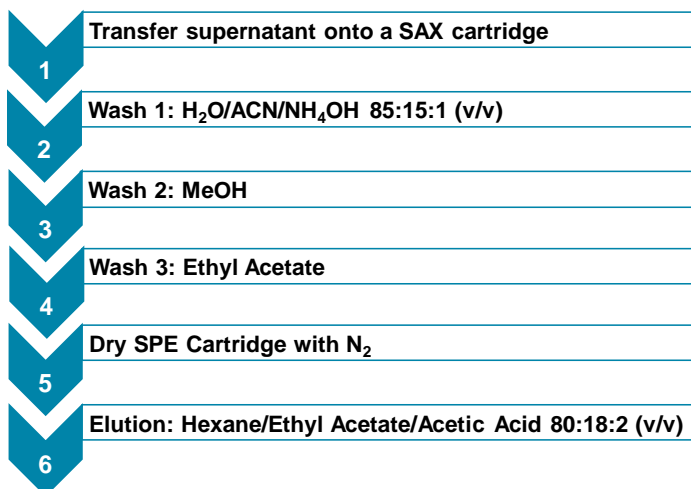 Transfer supernatant onto a SAX cartridge
1
Wash 1: H₂O/ACN/NH₄OH 85:15:1 (v/v)
2
Wash 2: MeOH
3
Wash 3: Ethyl Acetate
4
Dry SPE Cartridge with N₂
5
Elution: Hexane/Ethyl Acetate/Acetic Acid 80:18:2 (v/v)
6